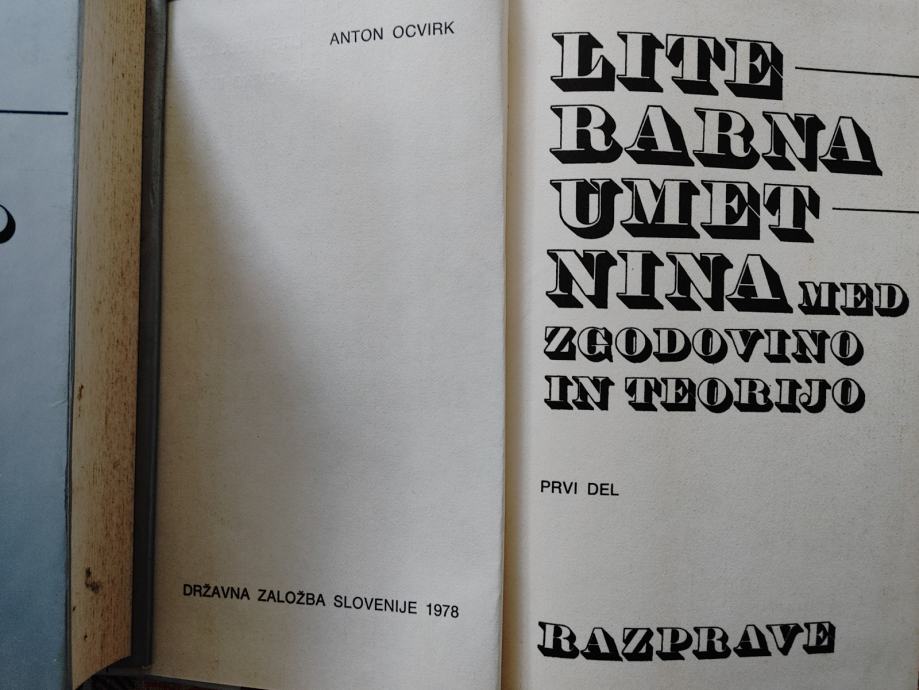 ANTON OCVIRK
DRŽAVNA ZALOŽBA SLOVENIJE 1978
LITE
RARNA
UMET
NINA MED
ZGODOVINO
IN TEORIJO
PRVI DEL
RAZPRAVE